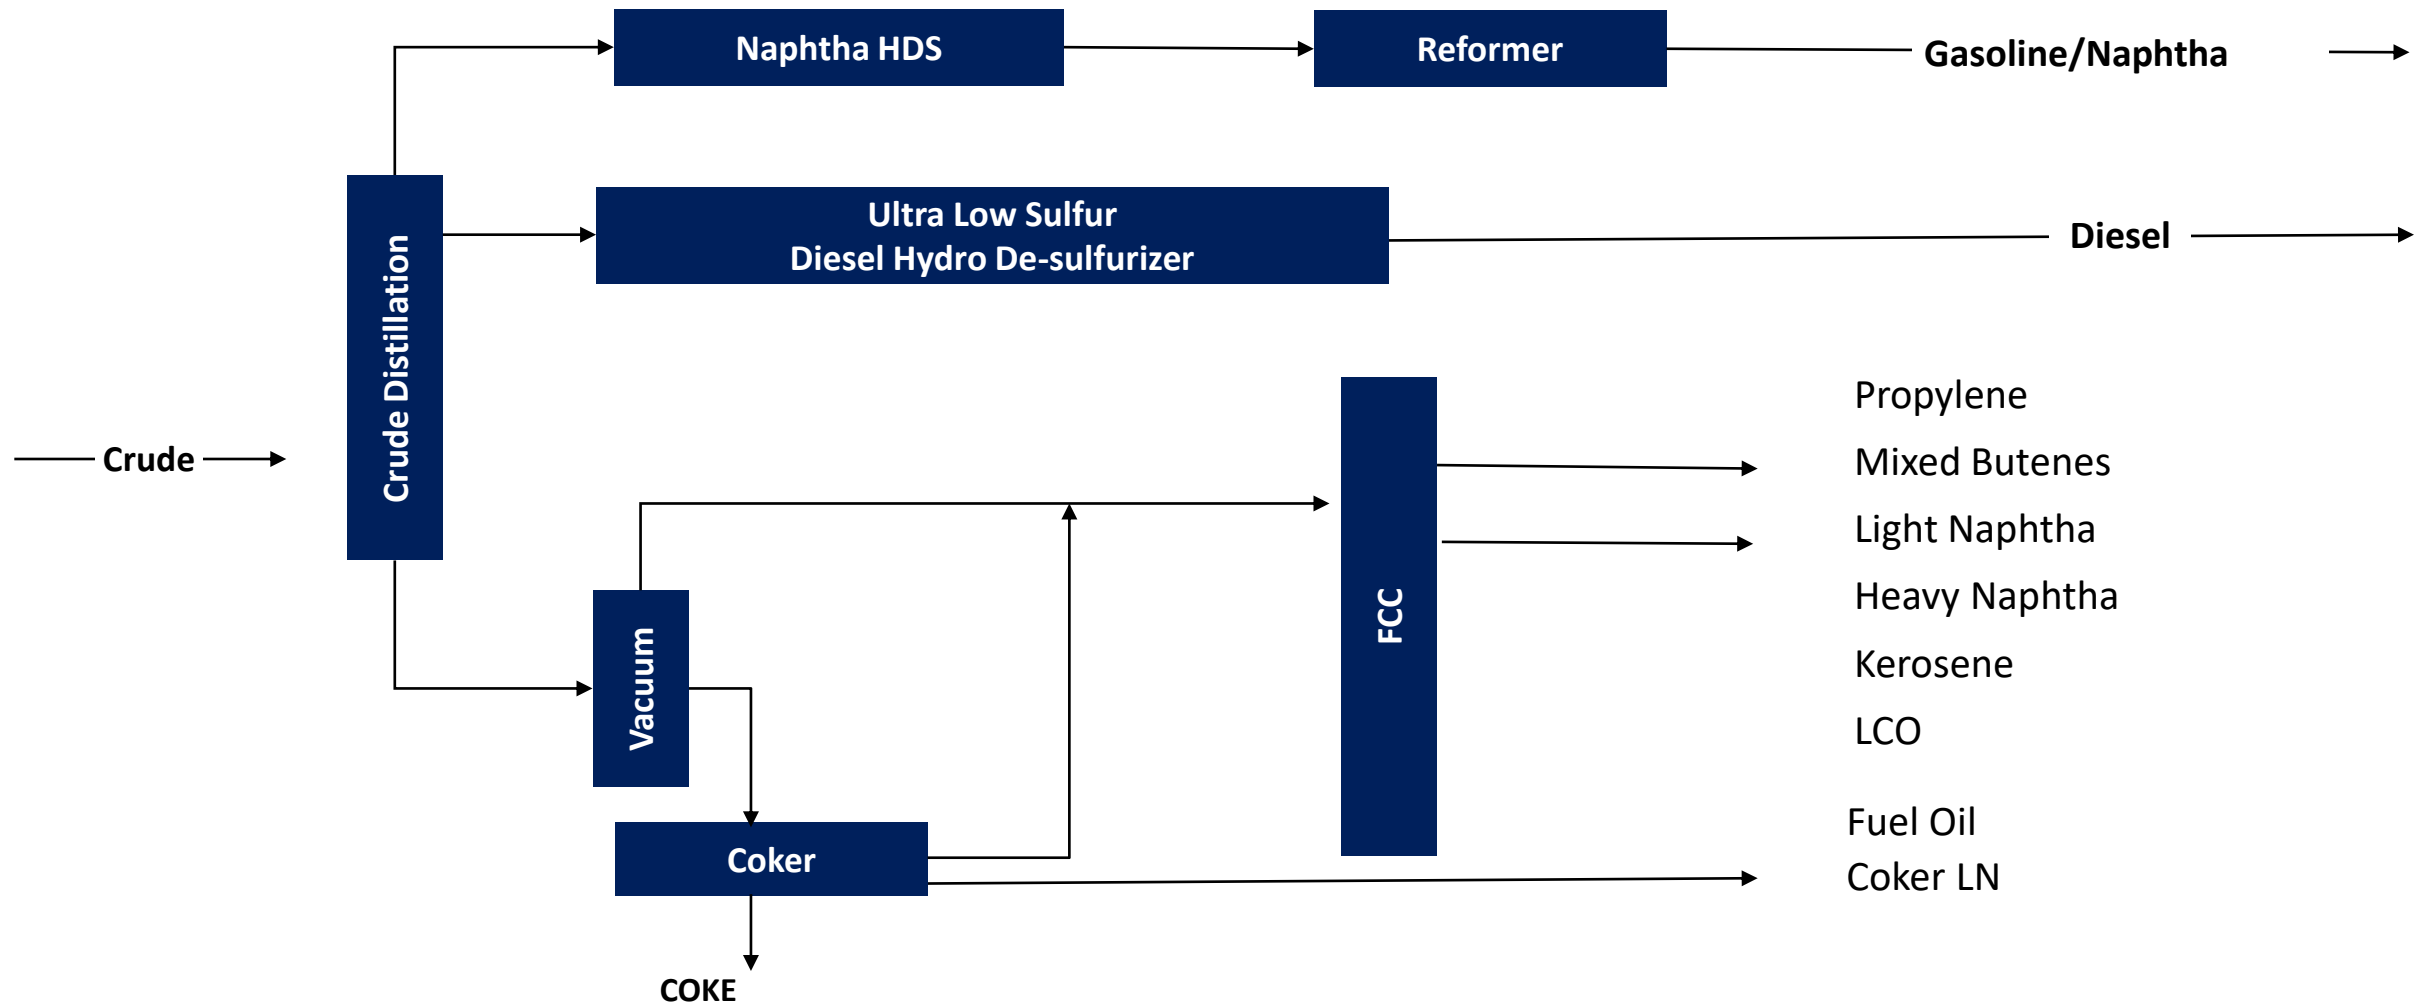 Naphtha HDS
Reformer
Gasoline/Naphtha
Ultra Low Sulfur
Diesel Hydro De-sulfurizer
Diesel
Crude Distillation
Crude
Propylene
Mixed Butenes
Light Naphtha
Heavy Naphtha
Kerosene
LCO
FCC
Vacuum
Fuel Oil
Coker LN
Coker
COKE